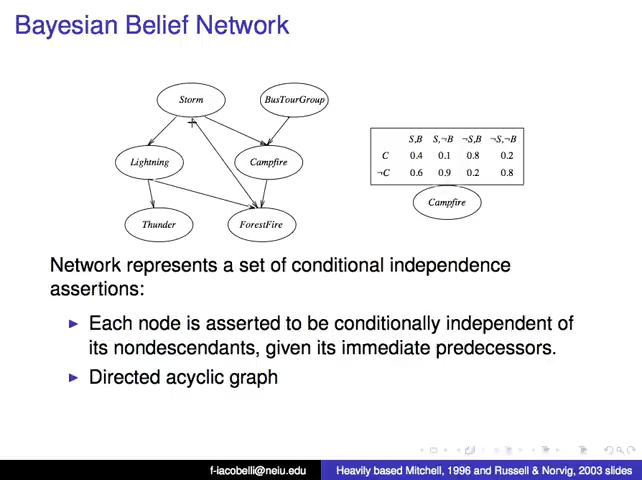 Bayesian Belief Network
Storm BusTourGroup
Lightning Campfire
Thunder ForestFire
S,B S,¬B ¬S,B ¬S,¬B
C 0.4 0.1 0.8 0.2
¬C 0.6 0.9 0.2 0.8
Campfire
Network represents a set of conditional independence
assertions:
Each node is asserted to be conditionally independent of
its nondescendants, given its immediate predecessors.
Directed acyclic graph
f-iacobelli@neiu.edu Heavily based Mitchell, 1996 and Russell & Norvig, 2003 slides